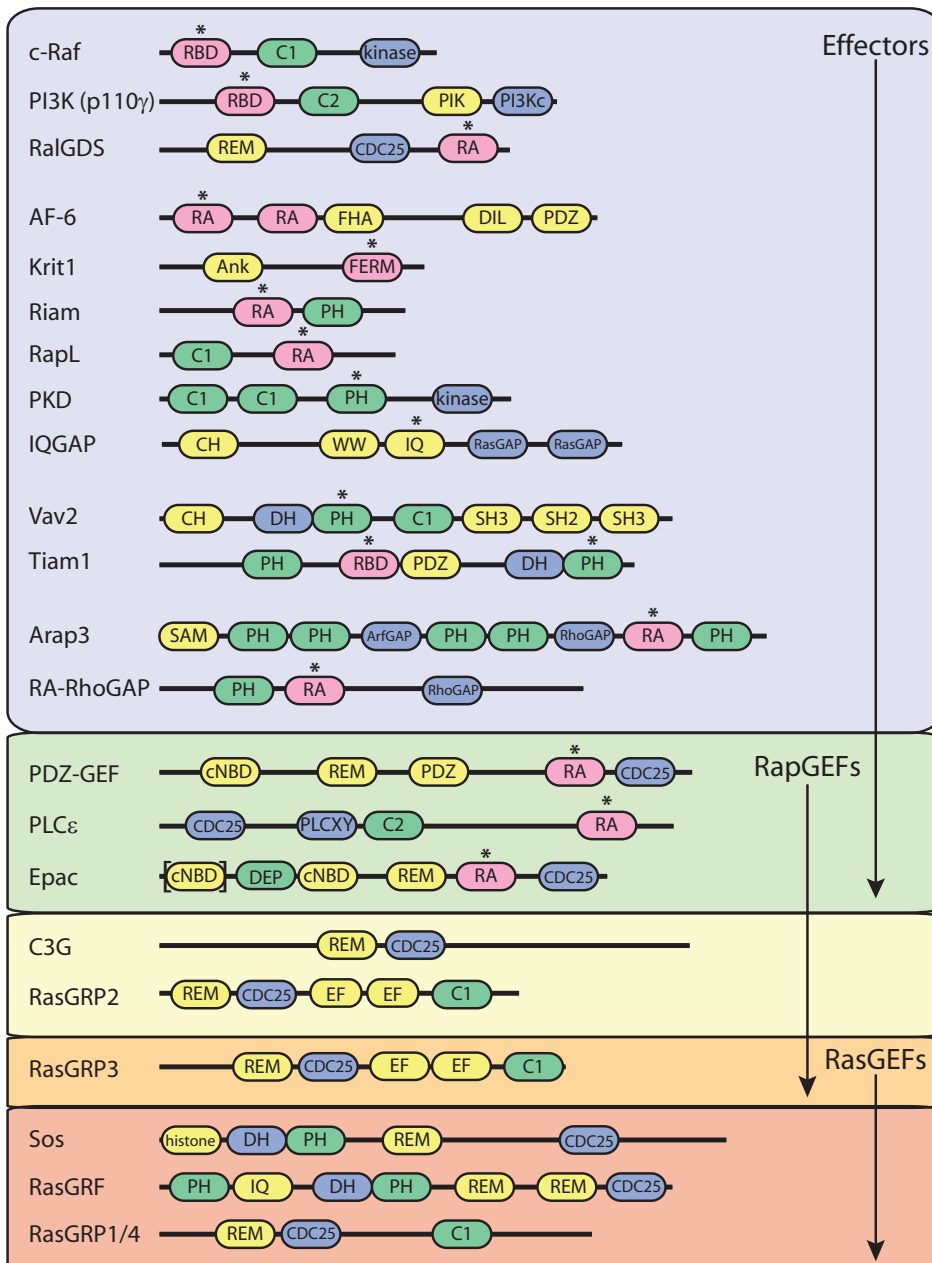 Effectors
*
c-Raf RBD C1 kinase
*
PI3K (p110γ) RBD C2 PIK PI3Kc
*
RalGDS REM CDC25 RA
*
AF-6 RA RA FHA DIL PDZ
*
Krit1 Ank FERM
*
Riam RA PH
*
RapL C1 RA
*
PKD C1 C1 PH kinase
*
IQGAP CH WW IQ RasGAP RasGAP
*
Vav2 CH DH PH C1 SH3 SH2 SH3
* *
Tiam1 PH RBD PDZ DH PH
*
Arap3 SAM PH PH ArfGAP PH PH RhoGAP RA PH
*
RA-RhoGAP PH RA RhoGAP
RapGEFs
*
PDZ-GEF cNBD REM PDZ RA CDC25
*
PLCε CDC25 PLCXY C2 RA
*
Epac [cNBD] DEP cNBD REM RA CDC25
C3G REM CDC25
RasGRP2 REM CDC25 EF EF C1
RasGEFs
RasGRP3 REM CDC25 EF EF C1
Sos histone DH PH REM CDC25
RasGRF PH IQ DH PH REM REM CDC25
RasGRP1/4 REM CDC25 C1